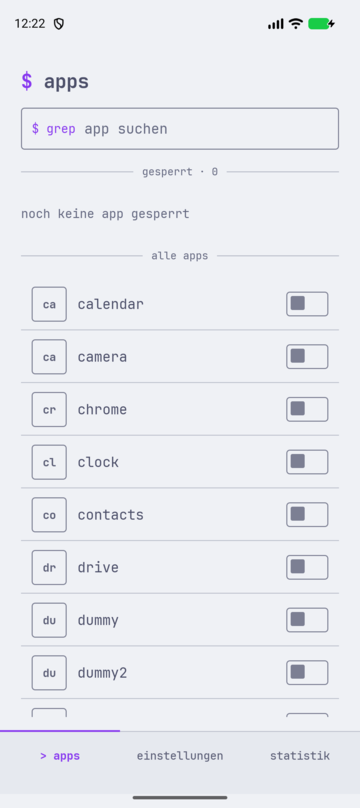 12:22
$ apps
$ grep app suchen
gesperrt · 0
noch keine app gesperrt
alle apps
ca calendar
ca camera
cr chrome
cl clock
co contacts
dr drive
du dummy
du dummy2
> apps einstellungen statistik